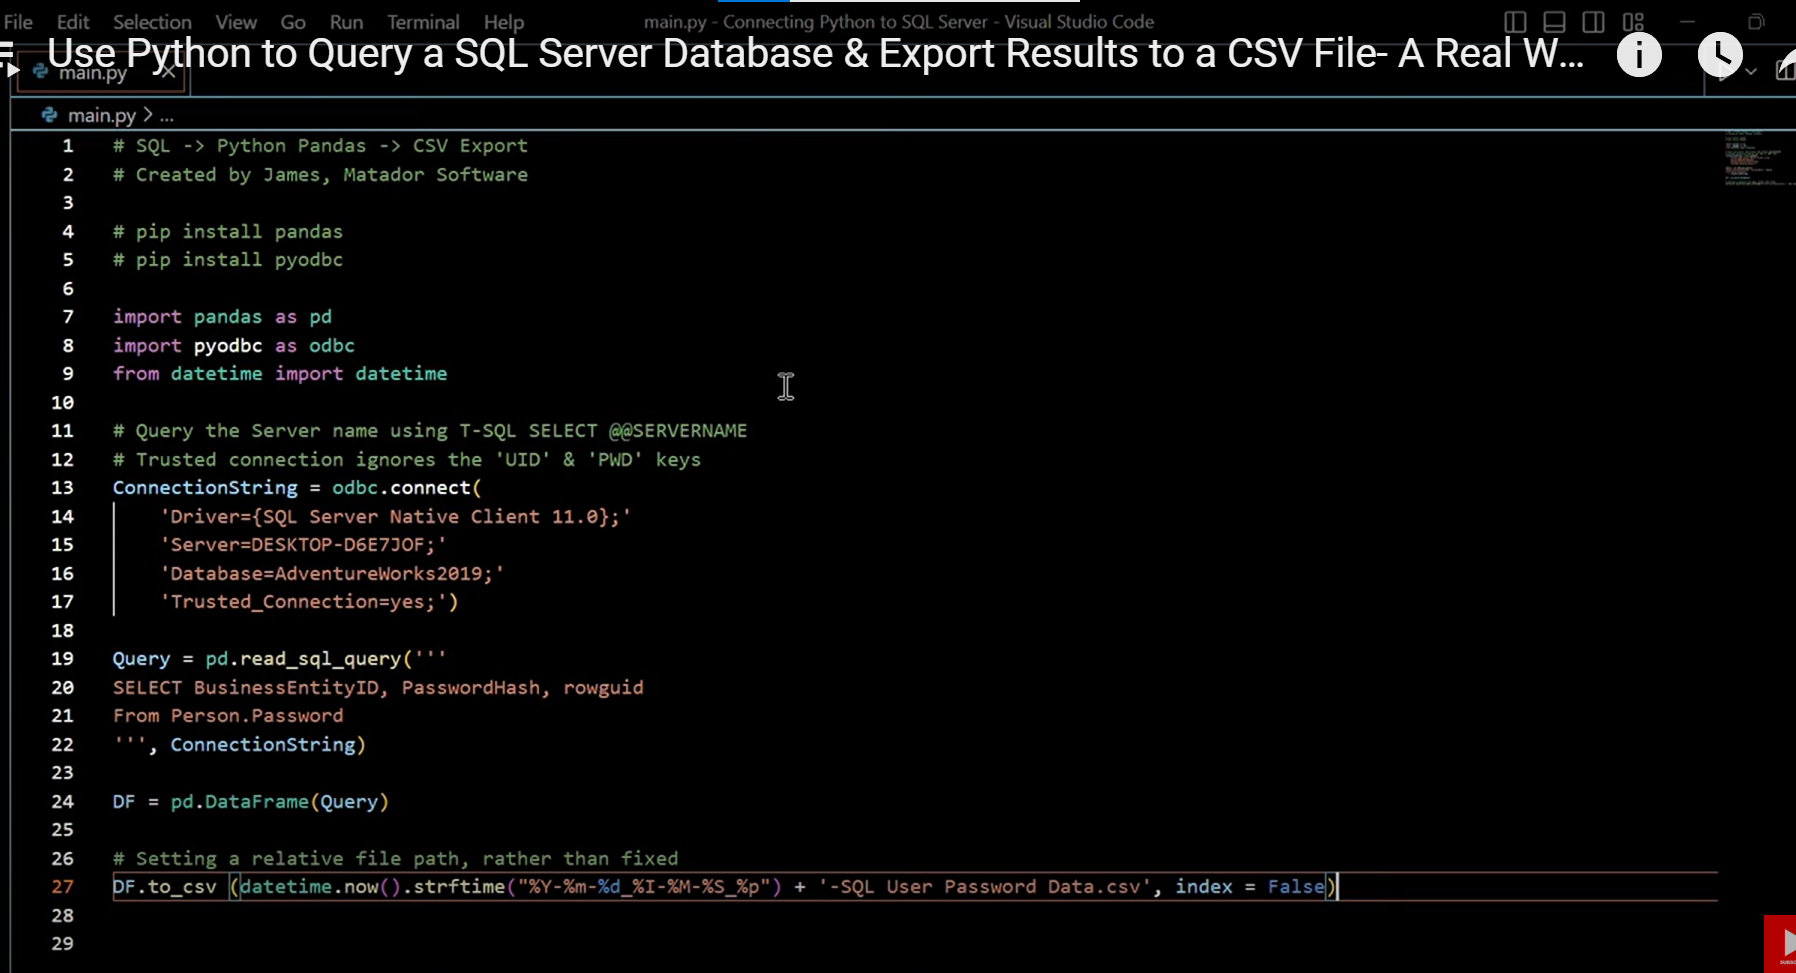 File Edit Selection View Go Run Terminal Help main.py - Connecting Python to SQL Server - Visual Studio Code
Use Python to Query a SQL Server Database & Export Results to a CSV File- A Real W...
main.py
main.py > ...
1 # SQL -> Python Pandas -> CSV Export
2 # Created by James, Matador Software
3
4 # pip install pandas
5 # pip install pyodbc
6
7 import pandas as pd
8 import pyodbc as odbc
9 from datetime import datetime
10
11 # Query the Server name using T-SQL SELECT @@SERVERNAME
12 # Trusted connection ignores the 'UID' & 'PWD' keys
13 ConnectionString = odbc.connect(
14     'Driver={SQL Server Native Client 11.0};'
15     'Server=DESKTOP-D6E7JOF;'
16     'Database=AdventureWorks2019;'
17     'Trusted_Connection=yes;')
18
19 Query = pd.read_sql_query('''
20 SELECT BusinessEntityID, PasswordHash, rowguid
21 From Person.Password
22 ''', ConnectionString)
23
24 DF = pd.DataFrame(Query)
25
26 # Setting a relative file path, rather than fixed
27 DF.to_csv (datetime.now().strftime("%Y-%m-%d_%I-%M-%S_%p") + '-SQL User Password Data.csv', index = False)
28
29